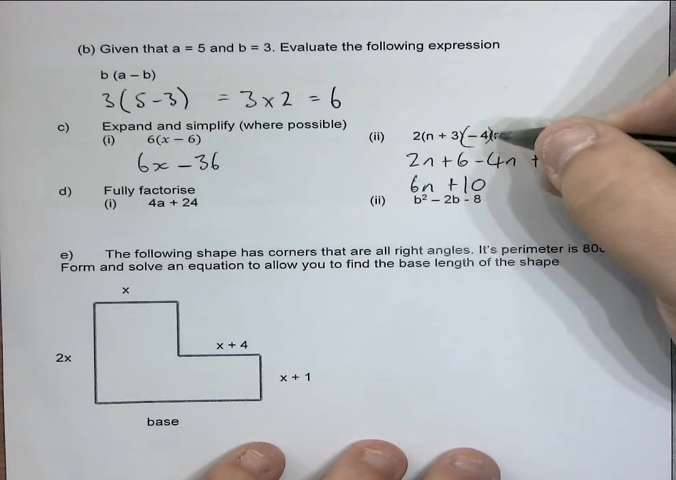 (b) Given that a = 5 and b = 3. Evaluate the following expression
b (a – b)
3(5-3) = 3×2 = 6
c) Expand and simplify (where possible)
(i) 6(x – 6) (ii) 2(n + 3)(– 4(
6x – 36 2n + 6 – 4n +
6n + 10
d) Fully factorise
(i) 4a + 24 (ii) b² – 2b - 8
e) The following shape has corners that are all right angles. It's perimeter is
Form and solve an equation to allow you to find the base length of the shape
x
x + 4
2x
x + 1
base